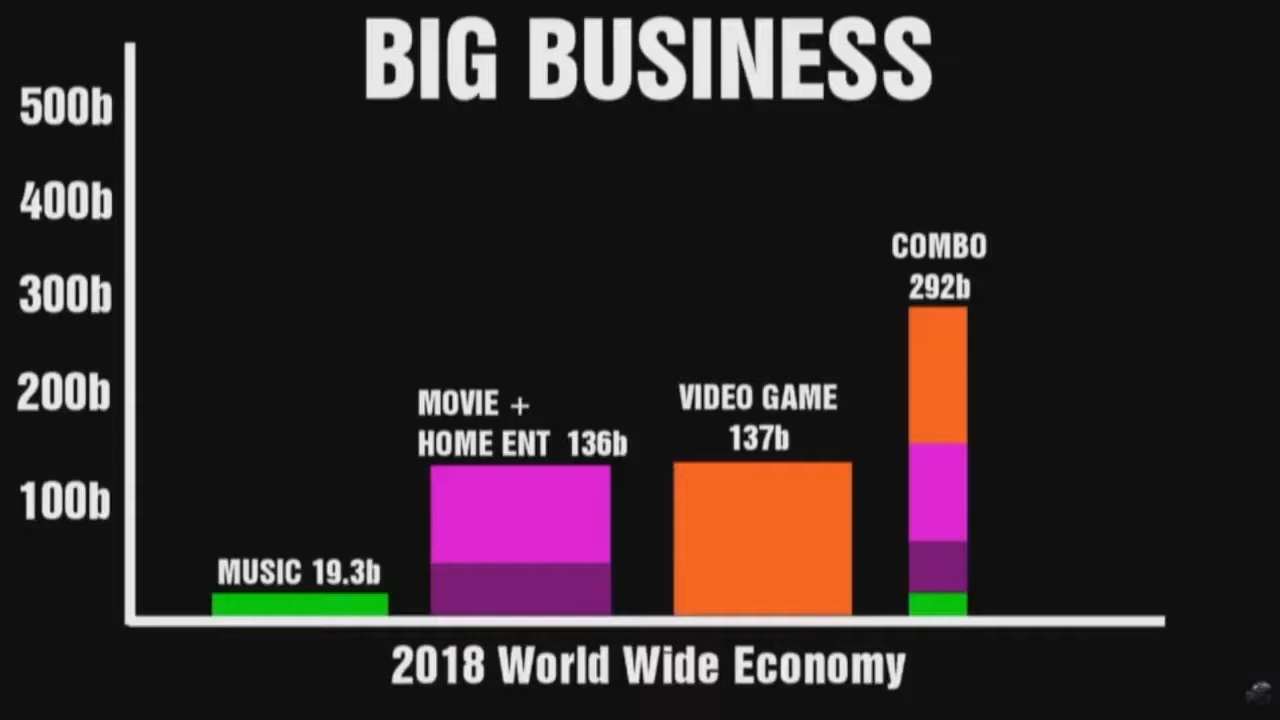 BIG BUSINESS
500b
400b
300b
200b
100b
MUSIC 19.3b
MOVIE +
HOME ENT 136b
VIDEO GAME
137b
COMBO
292b
2018 World Wide Economy